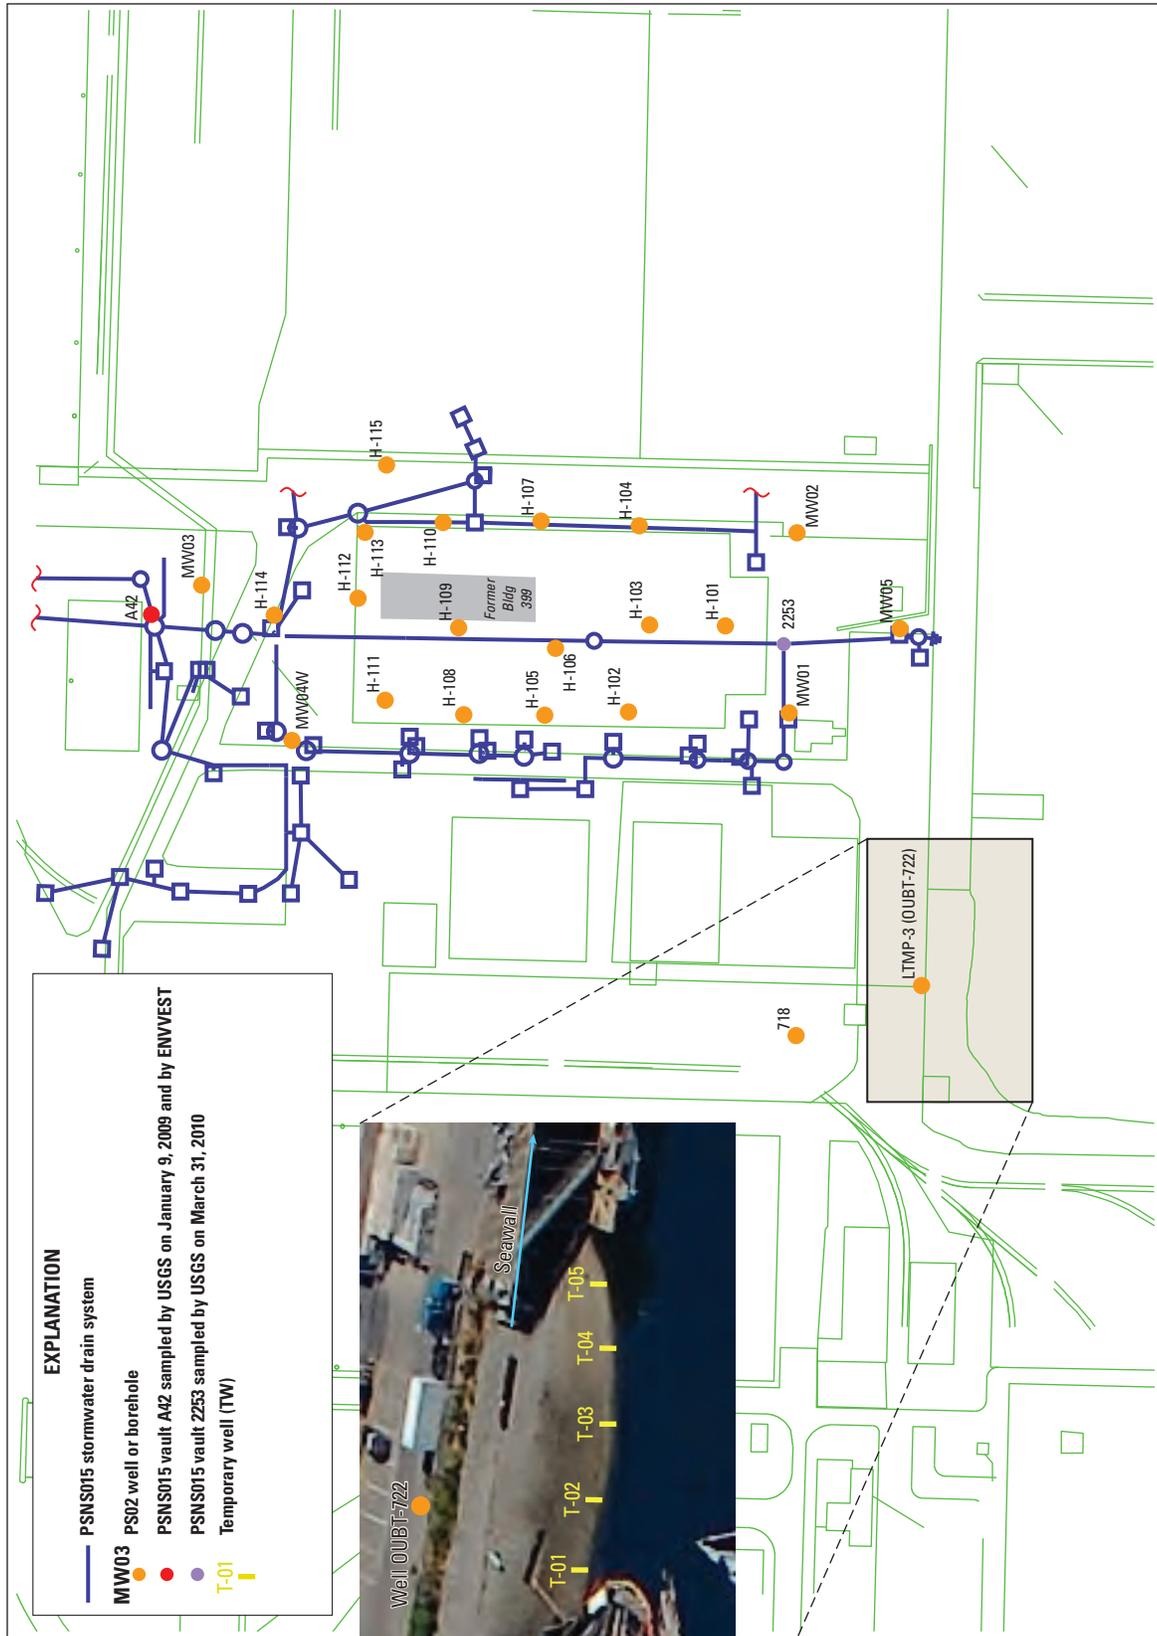 EXPLANATION
PSNS015 stormwater drain system
MW03
PS02 well or borehole
PSNS015 vault A42 sampled by USGS on January 9, 2009 and by ENVVEST
PSNS015 vault 2253 sampled by USGS on March 31, 2010
T-01
Temporary well (TW)
Well OUBT-722
Seawall
T-01
T-02
T-03
T-04
T-05
A42
MW03
H-114
MW04W
H-115
H-112
H-113
H-110
H-107
H-104
MW02
H-109
Former
Bldg
399
H-111
H-108
H-105
H-106
H-102
H-103
H-101
2253
MW01
MW05
LTMP-3 (OUBT-722)
718